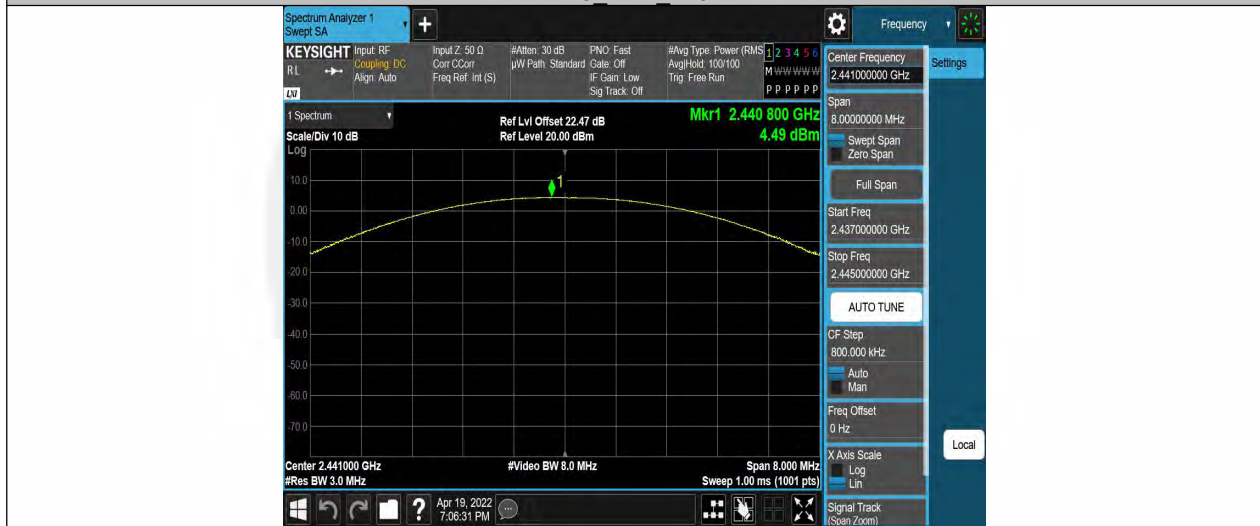 Spectrum Analyzer 1
Swept SA
+
Frequency
KEYSIGHT
RL
LXI
Input: RF
Coupling: DC
Align: Auto
Input Z: 50 Ω
Corr CCorr
Freq Ref: Int (S)
#Atten: 30 dB
µW Path: Standard
PNO: Fast
Gate: Off
IF Gain: Low
Sig Track: Off
#Avg Type: Power (RMS
Avg|Hold: 100/100
Trig: Free Run
1 2 3 4 5 6
M W W W W W
P P P P P P
1 Spectrum
Scale/Div 10 dB
Ref Lvl Offset 22.47 dB
Ref Level 20.00 dBm
Mkr1 2.440 800 GHz
4.49 dBm
Log
10.0
0.00
-10.0
-20.0
-30.0
-40.0
-50.0
-60.0
-70.0
1
Center 2.441000 GHz
#Res BW 3.0 MHz
#Video BW 8.0 MHz
Span 8.000 MHz
Sweep 1.00 ms (1001 pts)
?
Apr 19, 2022
7:06:31 PM
Center Frequency
2.441000000 GHz
Settings
Span
8.00000000 MHz
Swept Span
Zero Span
Full Span
Start Freq
2.437000000 GHz
Stop Freq
2.445000000 GHz
AUTO TUNE
CF Step
800.000 kHz
Auto
Man
Freq Offset
0 Hz
X Axis Scale
Log
Lin
Local
Signal Track
(Span Zoom)